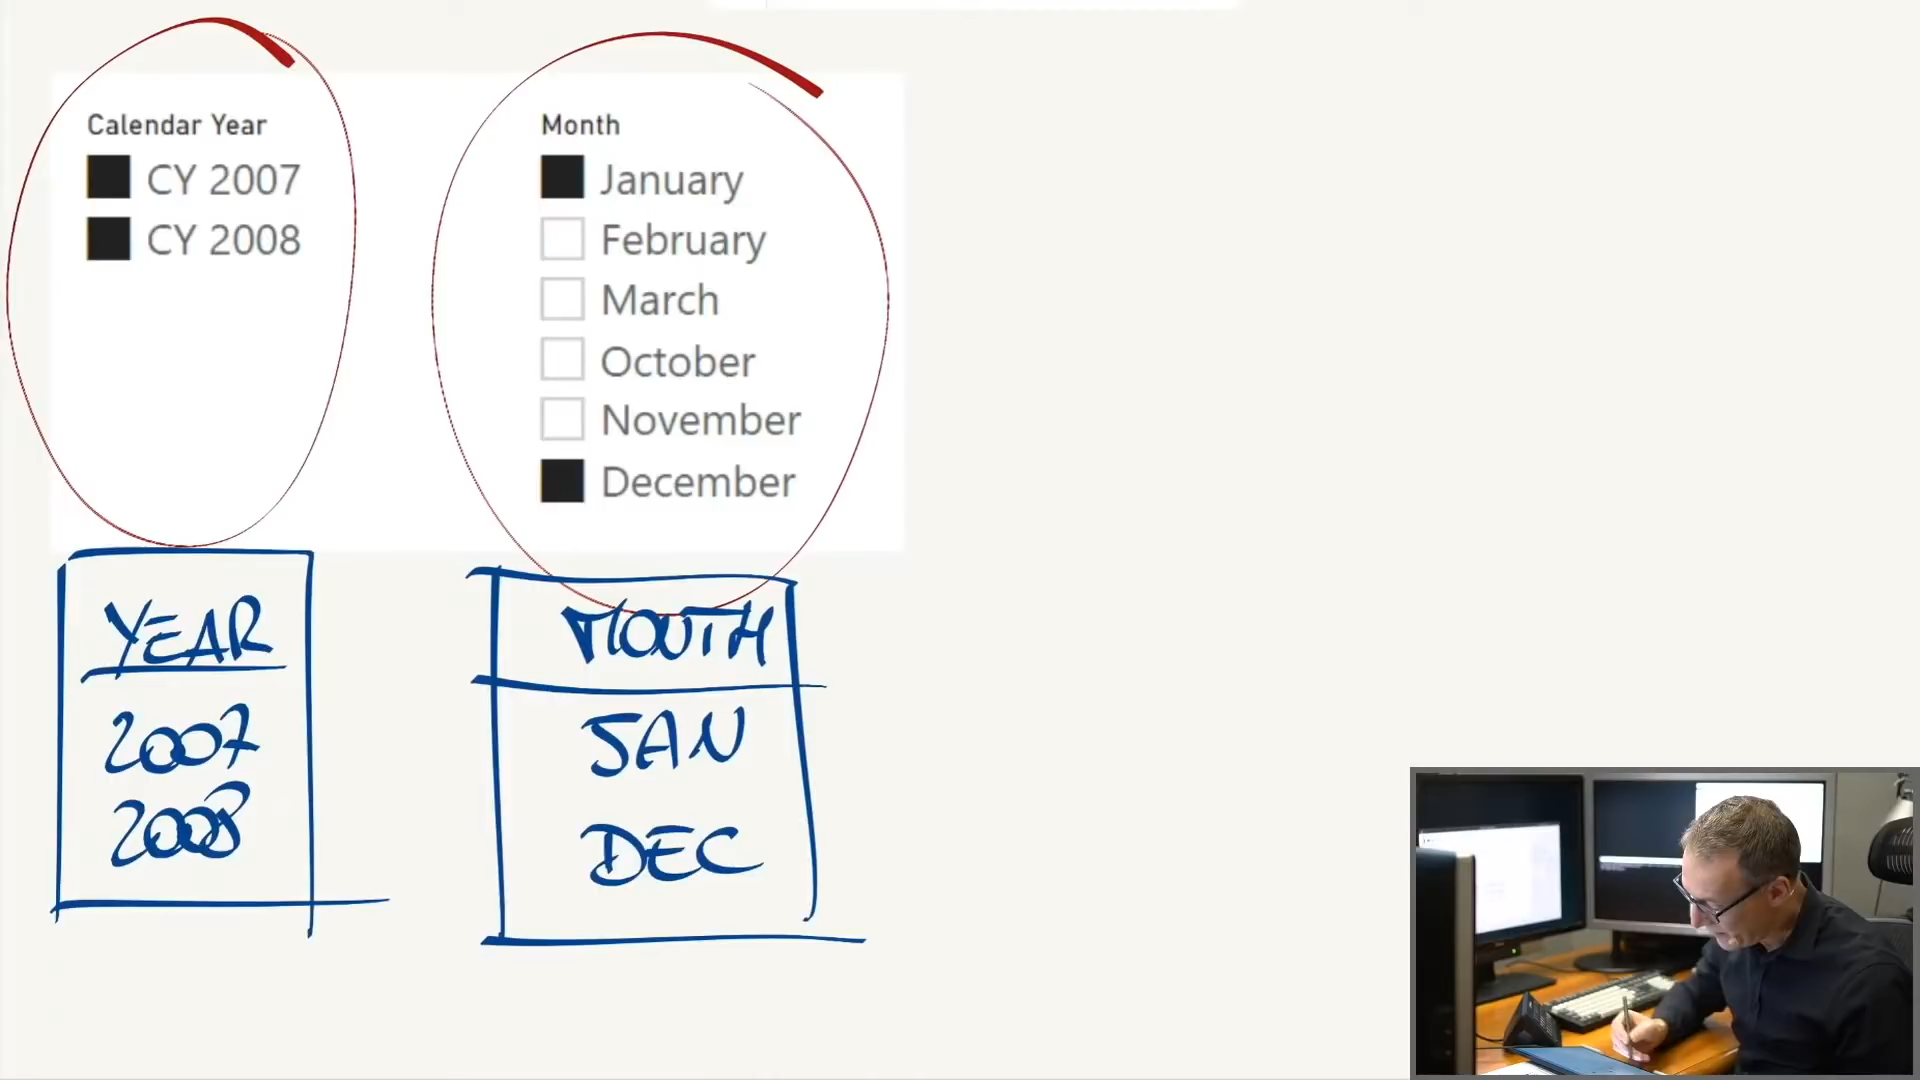 Calendar Year
CY 2007
CY 2008
Month
January
February
March
October
November
December
YEAR
2007
2008
MONTH
JAN
DEC